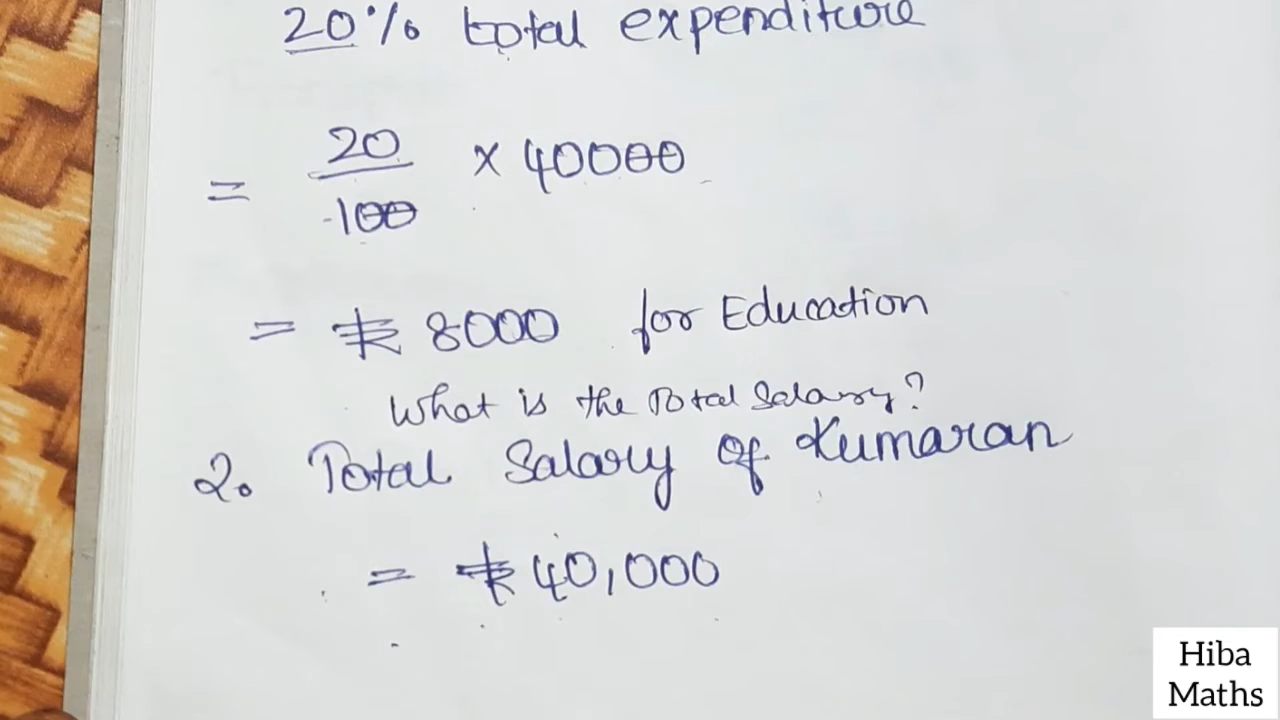 20% total expenditure
= 20/100 × 40000
= ₹ 8000 for Education
What is the Total Salary?
2. Total Salary of Kumaran
= ₹ 40,000
Hiba
Maths